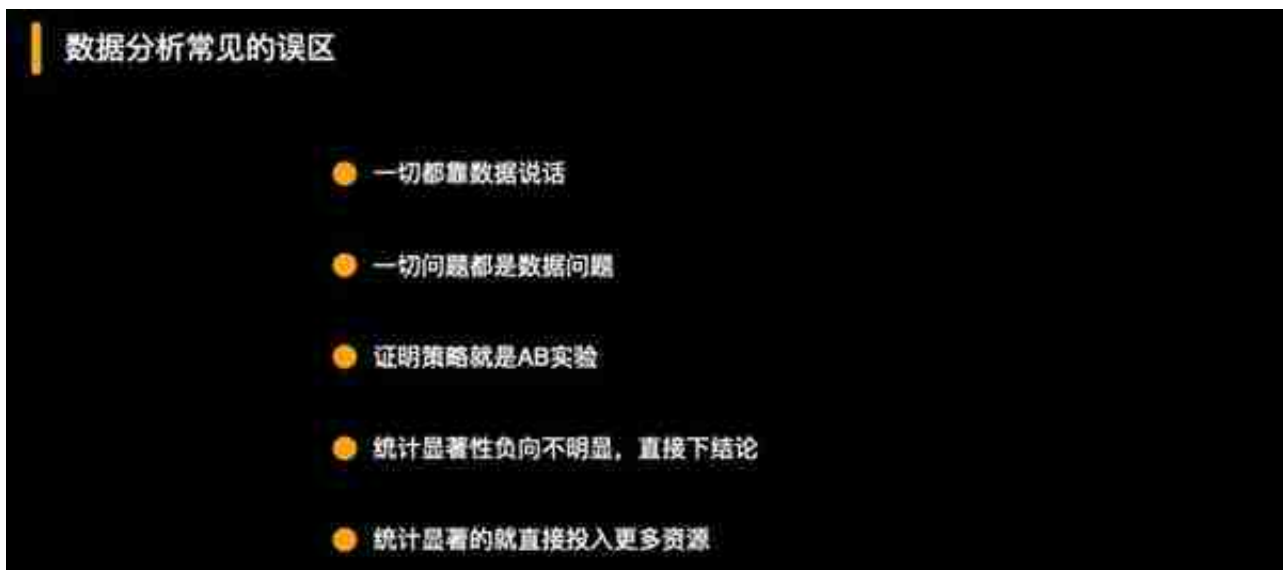 数据分析常见的误区
一切都靠数据说话
一切问题都是数据问题
证明策略就是AB实验
统计显著性负向不明显，直接下结论
统计显著的就直接投入更多资源